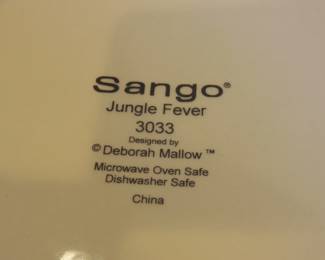 Sango®
Jungle Fever
3033
Designed by
© Deborah Mallow™
Microwave Oven Safe
Dishwasher Safe
China